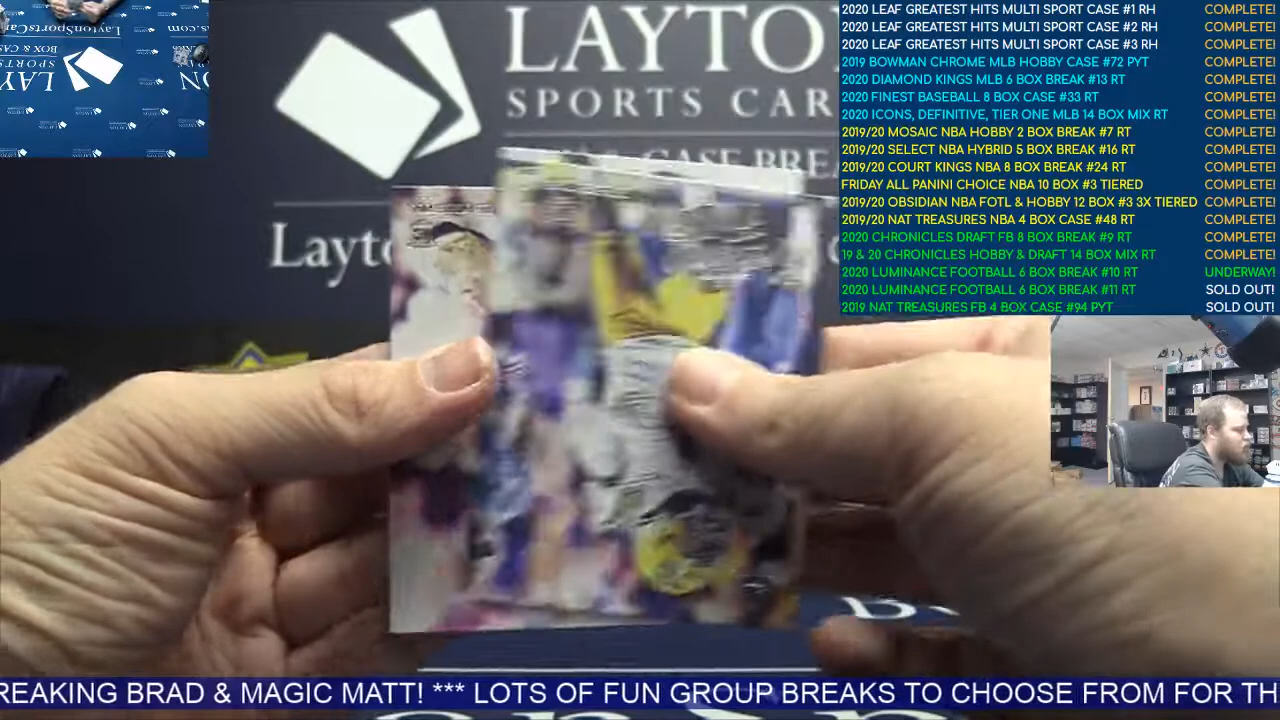 2020 LEAF GREATEST HITS MULTI SPORT CASE #1 RH COMPLETE!
2020 LEAF GREATEST HITS MULTI SPORT CASE #2 RH COMPLETE!
2020 LEAF GREATEST HITS MULTI SPORT CASE #3 RH COMPLETE!
2019 BOWMAN CHROME MLB HOBBY CASE #72 PYT COMPLETE!
2020 DIAMOND KINGS MLB 6 BOX BREAK #13 RT COMPLETE!
2020 FINEST BASEBALL 8 BOX CASE #33 RT COMPLETE!
2020 ICONS, DEFINITIVE, TIER ONE MLB 14 BOX MIX RT COMPLETE!
2019/20 MOSAIC NBA HOBBY 2 BOX BREAK #7 RT COMPLETE!
2019/20 SELECT NBA HYBRID 5 BOX BREAK #16 RT COMPLETE!
2019/20 COURT KINGS NBA 8 BOX BREAK #24 RT COMPLETE!
FRIDAY ALL PANINI CHOICE NBA 10 BOX #3 TIERED COMPLETE!
2019/20 OBSIDIAN NBA FOTL & HOBBY 12 BOX #3 3X TIERED COMPLETE!
2019/20 NAT TREASURES NBA 4 BOX CASE #48 RT COMPLETE!
2020 CHRONICLES DRAFT FB 8 BOX BREAK #9 RT COMPLETE!
19 & 20 CHRONICLES HOBBY & DRAFT 14 BOX MIX RT COMPLETE!
2020 LUMINANCE FOOTBALL 6 BOX BREAK #10 RT UNDERWAY!
2020 LUMINANCE FOOTBALL 6 BOX BREAK #11 RT SOLD OUT!
2019 NAT TREASURES FB 4 BOX CASE #94 PYT SOLD OUT!
LAYTO
SPORTS CAR
& CASE BREA
Layto
REAKING BRAD & MAGIC MATT! *** LOTS OF FUN GROUP BREAKS TO CHOOSE FROM FOR TH